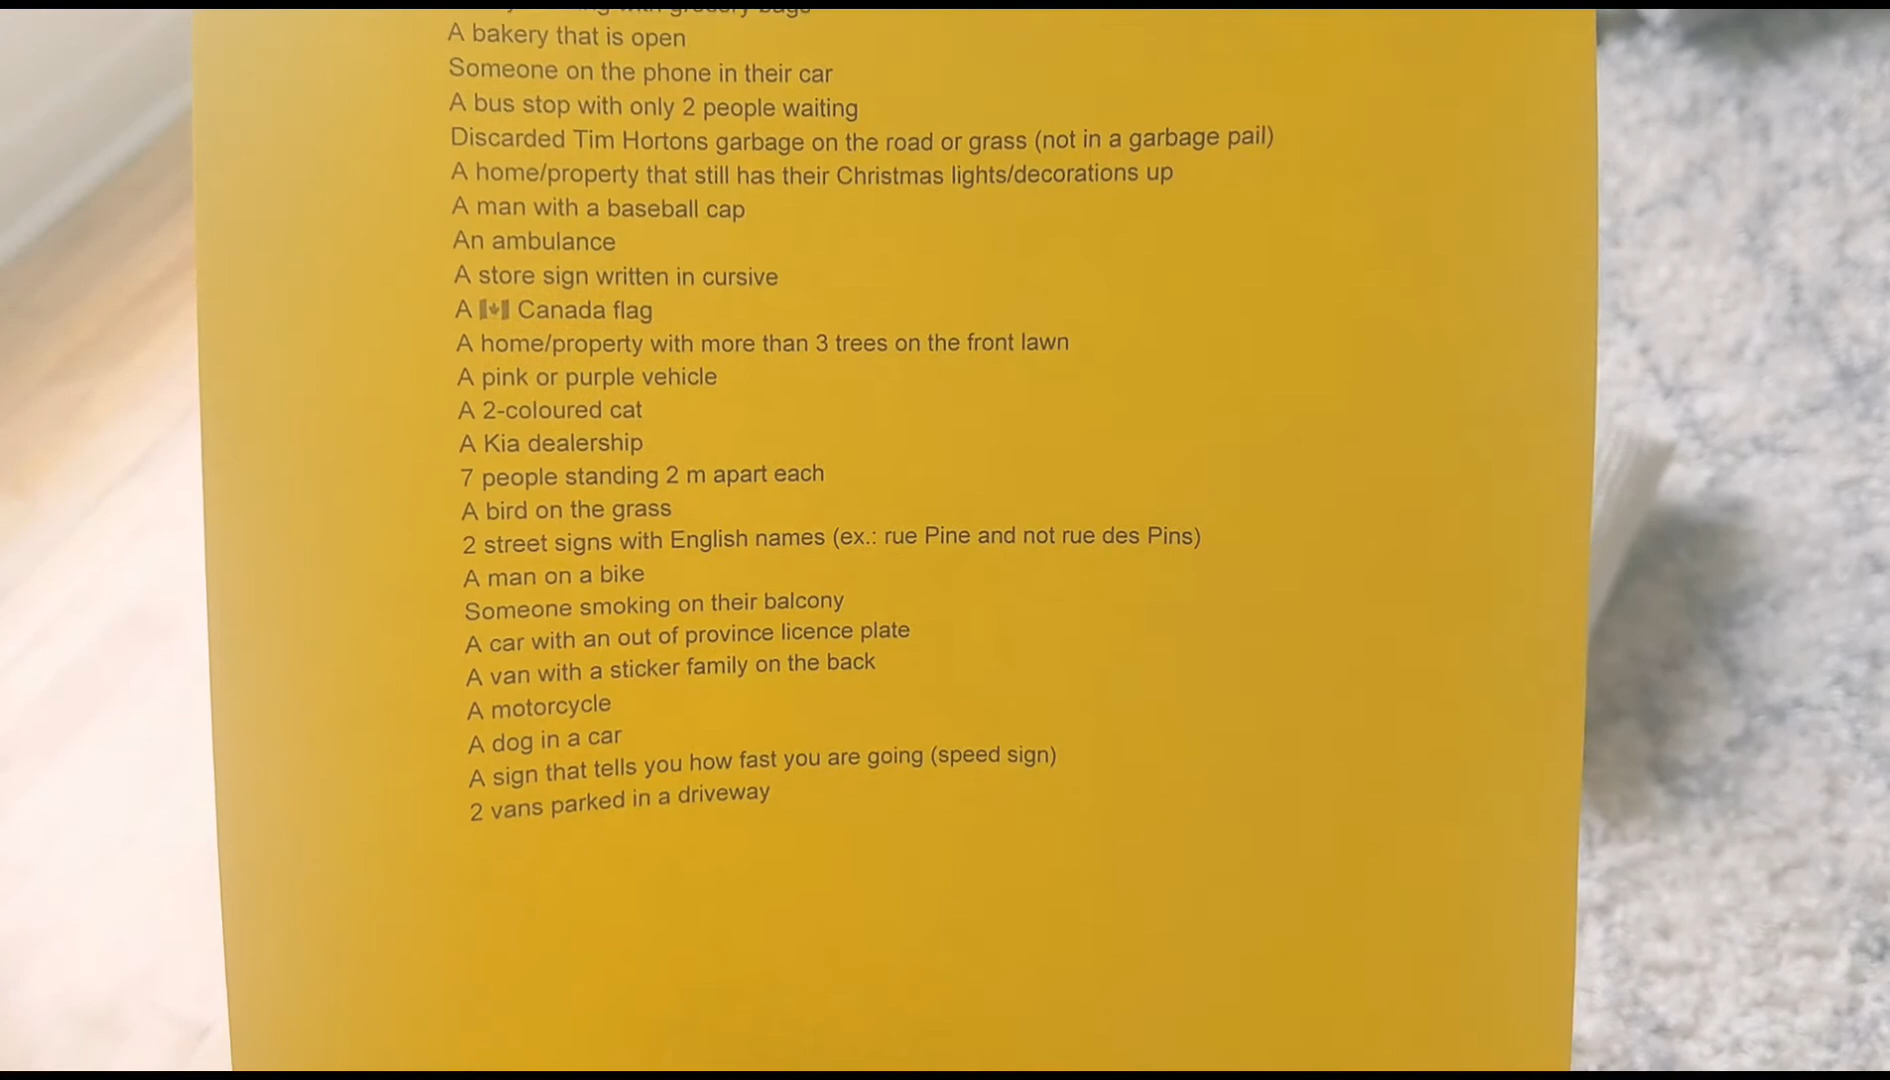 with grocery bags
A bakery that is open
Someone on the phone in their car
A bus stop with only 2 people waiting
Discarded Tim Hortons garbage on the road or grass (not in a garbage pail)
A home/property that still has their Christmas lights/decorations up
A man with a baseball cap
An ambulance
A store sign written in cursive
A 🇨🇦 Canada flag
A home/property with more than 3 trees on the front lawn
A pink or purple vehicle
A 2-coloured cat
A Kia dealership
7 people standing 2 m apart each
A bird on the grass
2 street signs with English names (ex.: rue Pine and not rue des Pins)
A man on a bike
Someone smoking on their balcony
A car with an out of province licence plate
A van with a sticker family on the back
A motorcycle
A dog in a car
A sign that tells you how fast you are going (speed sign)
2 vans parked in a driveway